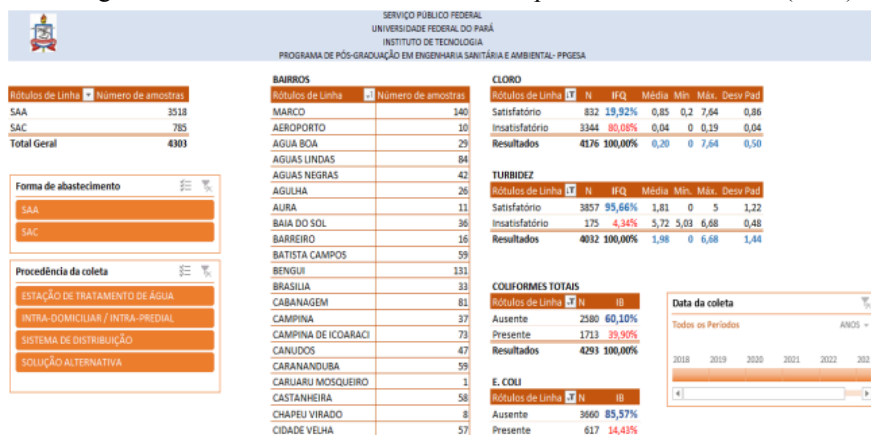 SERVIÇO PÚBLICO FEDERAL
UNIVERSIDADE FEDERAL DO PARÁ
INSTITUTO DE TECNOLOGIA
PROGRAMA DE PÓS-GRADUAÇÃO EM ENGENHARIA SANITÁRIA E AMBIENTAL- PPGESA
Rótulos de Linha Número de amostras
SAA 3518
SAC 785
Total Geral 4303
Forma de abastecimento
SAA
SAC
Procedência da coleta
ESTAÇÃO DE TRATAMENTO DE ÁGUA
INTRA-DOMICILIAR / INTRA-PREDIAL
SISTEMA DE DISTRIBUIÇÃO
SOLUÇÃO ALTERNATIVA
BAIRROS
Rótulos de Linha Número de amostras
MARCO 140
AEROPORTO 10
AGUA BOA 29
AGUAS LINDAS 84
AGUAS NEGRAS 42
AGULHA 26
AURA 11
BAIA DO SOL 36
BARREIRO 16
BATISTA CAMPOS 59
BENGUI 131
BRASILIA 33
CABANAGEM 81
CAMPINA 37
CAMPINA DE ICOARACI 73
CANUDOS 47
CARANANDUBA 59
CARUARU MOSQUEIRO 1
CASTANHEIRA 58
CHAPEU VIRADO 8
CIDADE VELHA 57
CLORO
Rótulos de Linha N IFQ Média Mín Máx. Desv Pad
Satisfatório 832 19,92% 0,85 0,2 7,64 0,86
Insatisfatório 3344 80,08% 0,04 0 0,19 0,04
Resultados 4176 100,00% 0,20 0 7,64 0,50
TURBIDEZ
Rótulos de Linha N IFQ Média Mín. Máx. Desv Pad
Satisfatório 3857 95,66% 1,81 0 5 1,22
Insatisfatório 175 4,34% 5,72 5,03 6,68 0,48
Resultados 4032 100,00% 1,98 0 6,68 1,44
COLIFORMES TOTAIS
Rótulos de Linha N IB
Ausente 2580 60,10%
Presente 1713 39,90%
Resultados 4293 100,00%
E. COLI
Rótulos de Linha N IB
Ausente 3660 85,57%
Presente 617 14,43%
Data da coleta
Todos os Períodos ANOS
2018 2019 2020 2021 2022 202